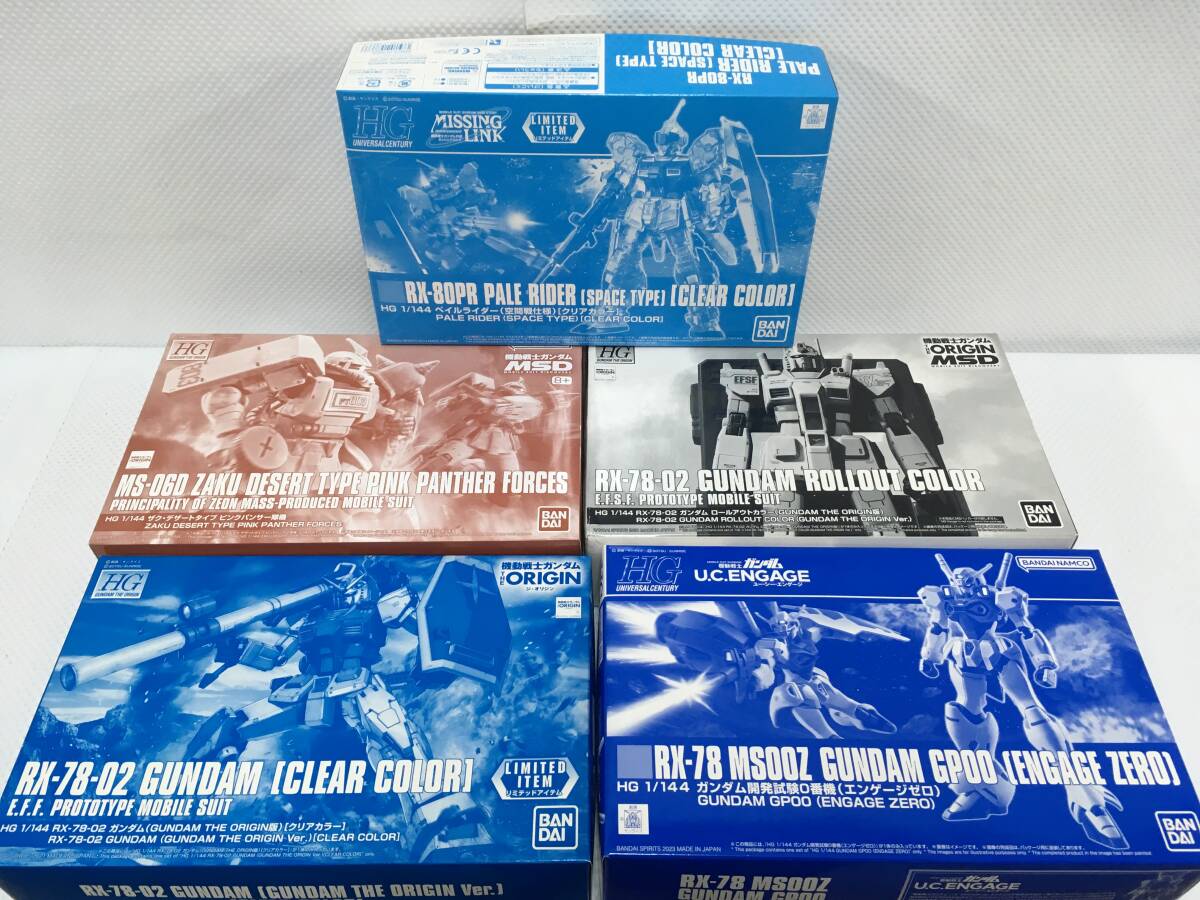 RX-80PR
PALE RIDER (SPACE TYPE)
[CLEAR COLOR]
HG
UNIVERSAL CENTURY
MISSING LINK
LIMITED ITEM
リミテッドアイテム
RX-80PR PALE RIDER (SPACE TYPE) [CLEAR COLOR]
HG 1/144 ペイルライダー(空間戦仕様)[クリアカラー]
PALE RIDER (SPACE TYPE) [CLEAR COLOR]
BANDAI
HG
GUNDAM THE ORIGIN
機動戦士ガンダム
MSD
MOBILE SUIT DISCOVERY
8+
MS-06D ZAKU DESERT TYPE PINK PANTHER FORCES
PRINCIPALITY OF ZEON MASS-PRODUCED MOBILE SUIT
HG 1/144 ザク・デザートタイプ ピンクパンサー隊機
ZAKU DESERT TYPE PINK PANTHER FORCES
BANDAI
HG
GUNDAM THE ORIGIN
機動戦士ガンダム
THE ORIGIN
MSD
MOBILE SUIT DISCOVERY
EFSF
RX-78-02 GUNDAM ROLLOUT COLOR
E.F.S.F. PROTOTYPE MOBILE SUIT
HG 1/144 RX-78-02 ガンダム ロールアウトカラー(GUNDAM THE ORIGIN版)
RX-78-02 GUNDAM ROLLOUT COLOR (GUNDAM THE ORIGIN Ver.)
BANDAI
HG
GUNDAM THE ORIGIN
機動戦士ガンダム
THE ORIGIN
ジ・オリジン
RX-78-02 GUNDAM [CLEAR COLOR]
E.F.F. PROTOTYPE MOBILE SUIT
LIMITED ITEM
リミテッドアイテム
HG 1/144 RX-78-02 ガンダム(GUNDAM THE ORIGIN版)[クリアカラー]
RX-78-02 GUNDAM (GUNDAM THE ORIGIN Ver.)[CLEAR COLOR]
BANDAI
RX-78-02 GUNDAM (GUNDAM THE ORIGIN Ver.)
HG
UNIVERSAL CENTURY
機動戦士ガンダム
U.C.ENGAGE
ユーシーエンゲージ
BANDAI NAMCO
RX-78 MS00Z GUNDAM GP00 (ENGAGE ZERO)
HG 1/144 ガンダム開発試験0番機(エンゲージゼロ)
GUNDAM GP00 (ENGAGE ZERO)
BANDAI SPIRITS 2023 MADE IN JAPAN
BANDAI
RX-78 MS00Z
GUNDAM GP00
U.C.ENGAGE